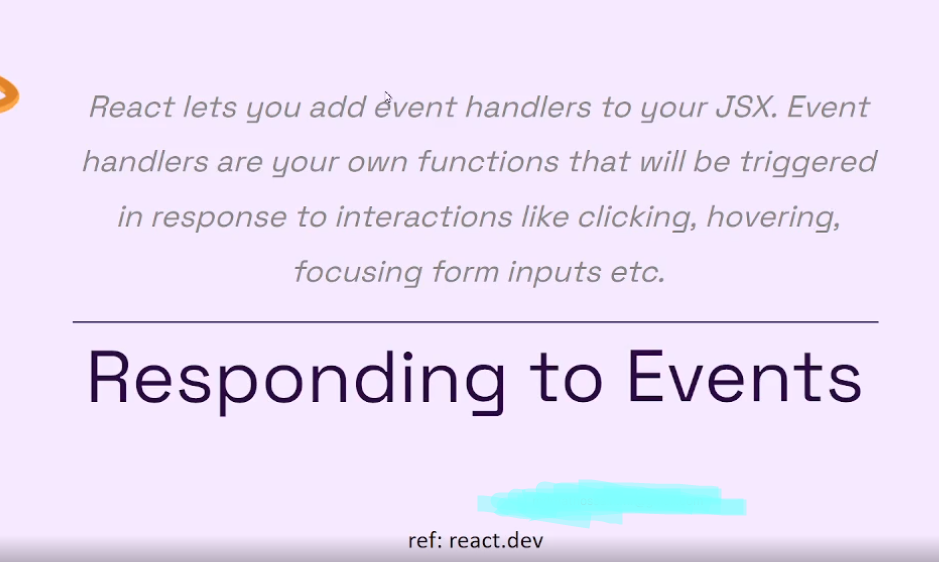 React lets you add event handlers to your JSX. Event
handlers are your own functions that will be triggered
in response to interactions like clicking, hovering,
focusing form inputs etc.
Responding to Events
ref: react.dev